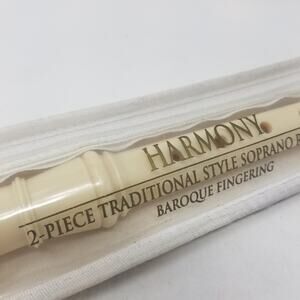 HARMONY
2-PIECE TRADITIONAL STYLE SOPRANO
BAROQUE FINGERING